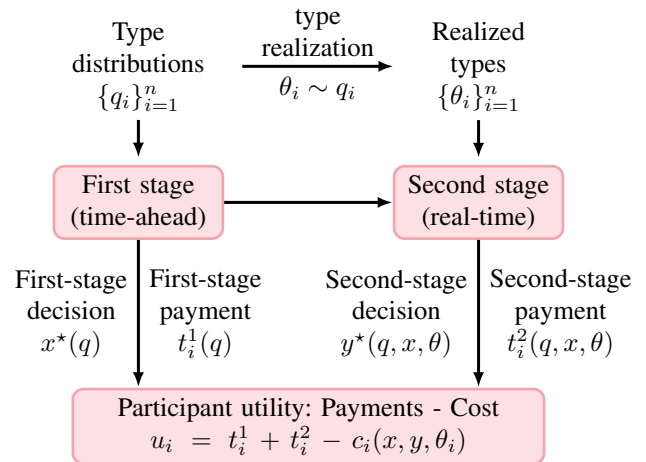 Type
distributions
{q_i}_{i=1}^n
type
realization
θ_i ∼ q_i
Realized
types
{θ_i}_{i=1}^n
First stage
(time-ahead)
Second stage
(real-time)
First-stage
decision
x⋆(q)
First-stage
payment
t_i^1(q)
Second-stage
decision
y⋆(q, x, θ)
Second-stage
payment
t_i^2(q, x, θ)
Participant utility: Payments - Cost
u_i = t_i^1 + t_i^2 − c_i(x, y, θ_i)